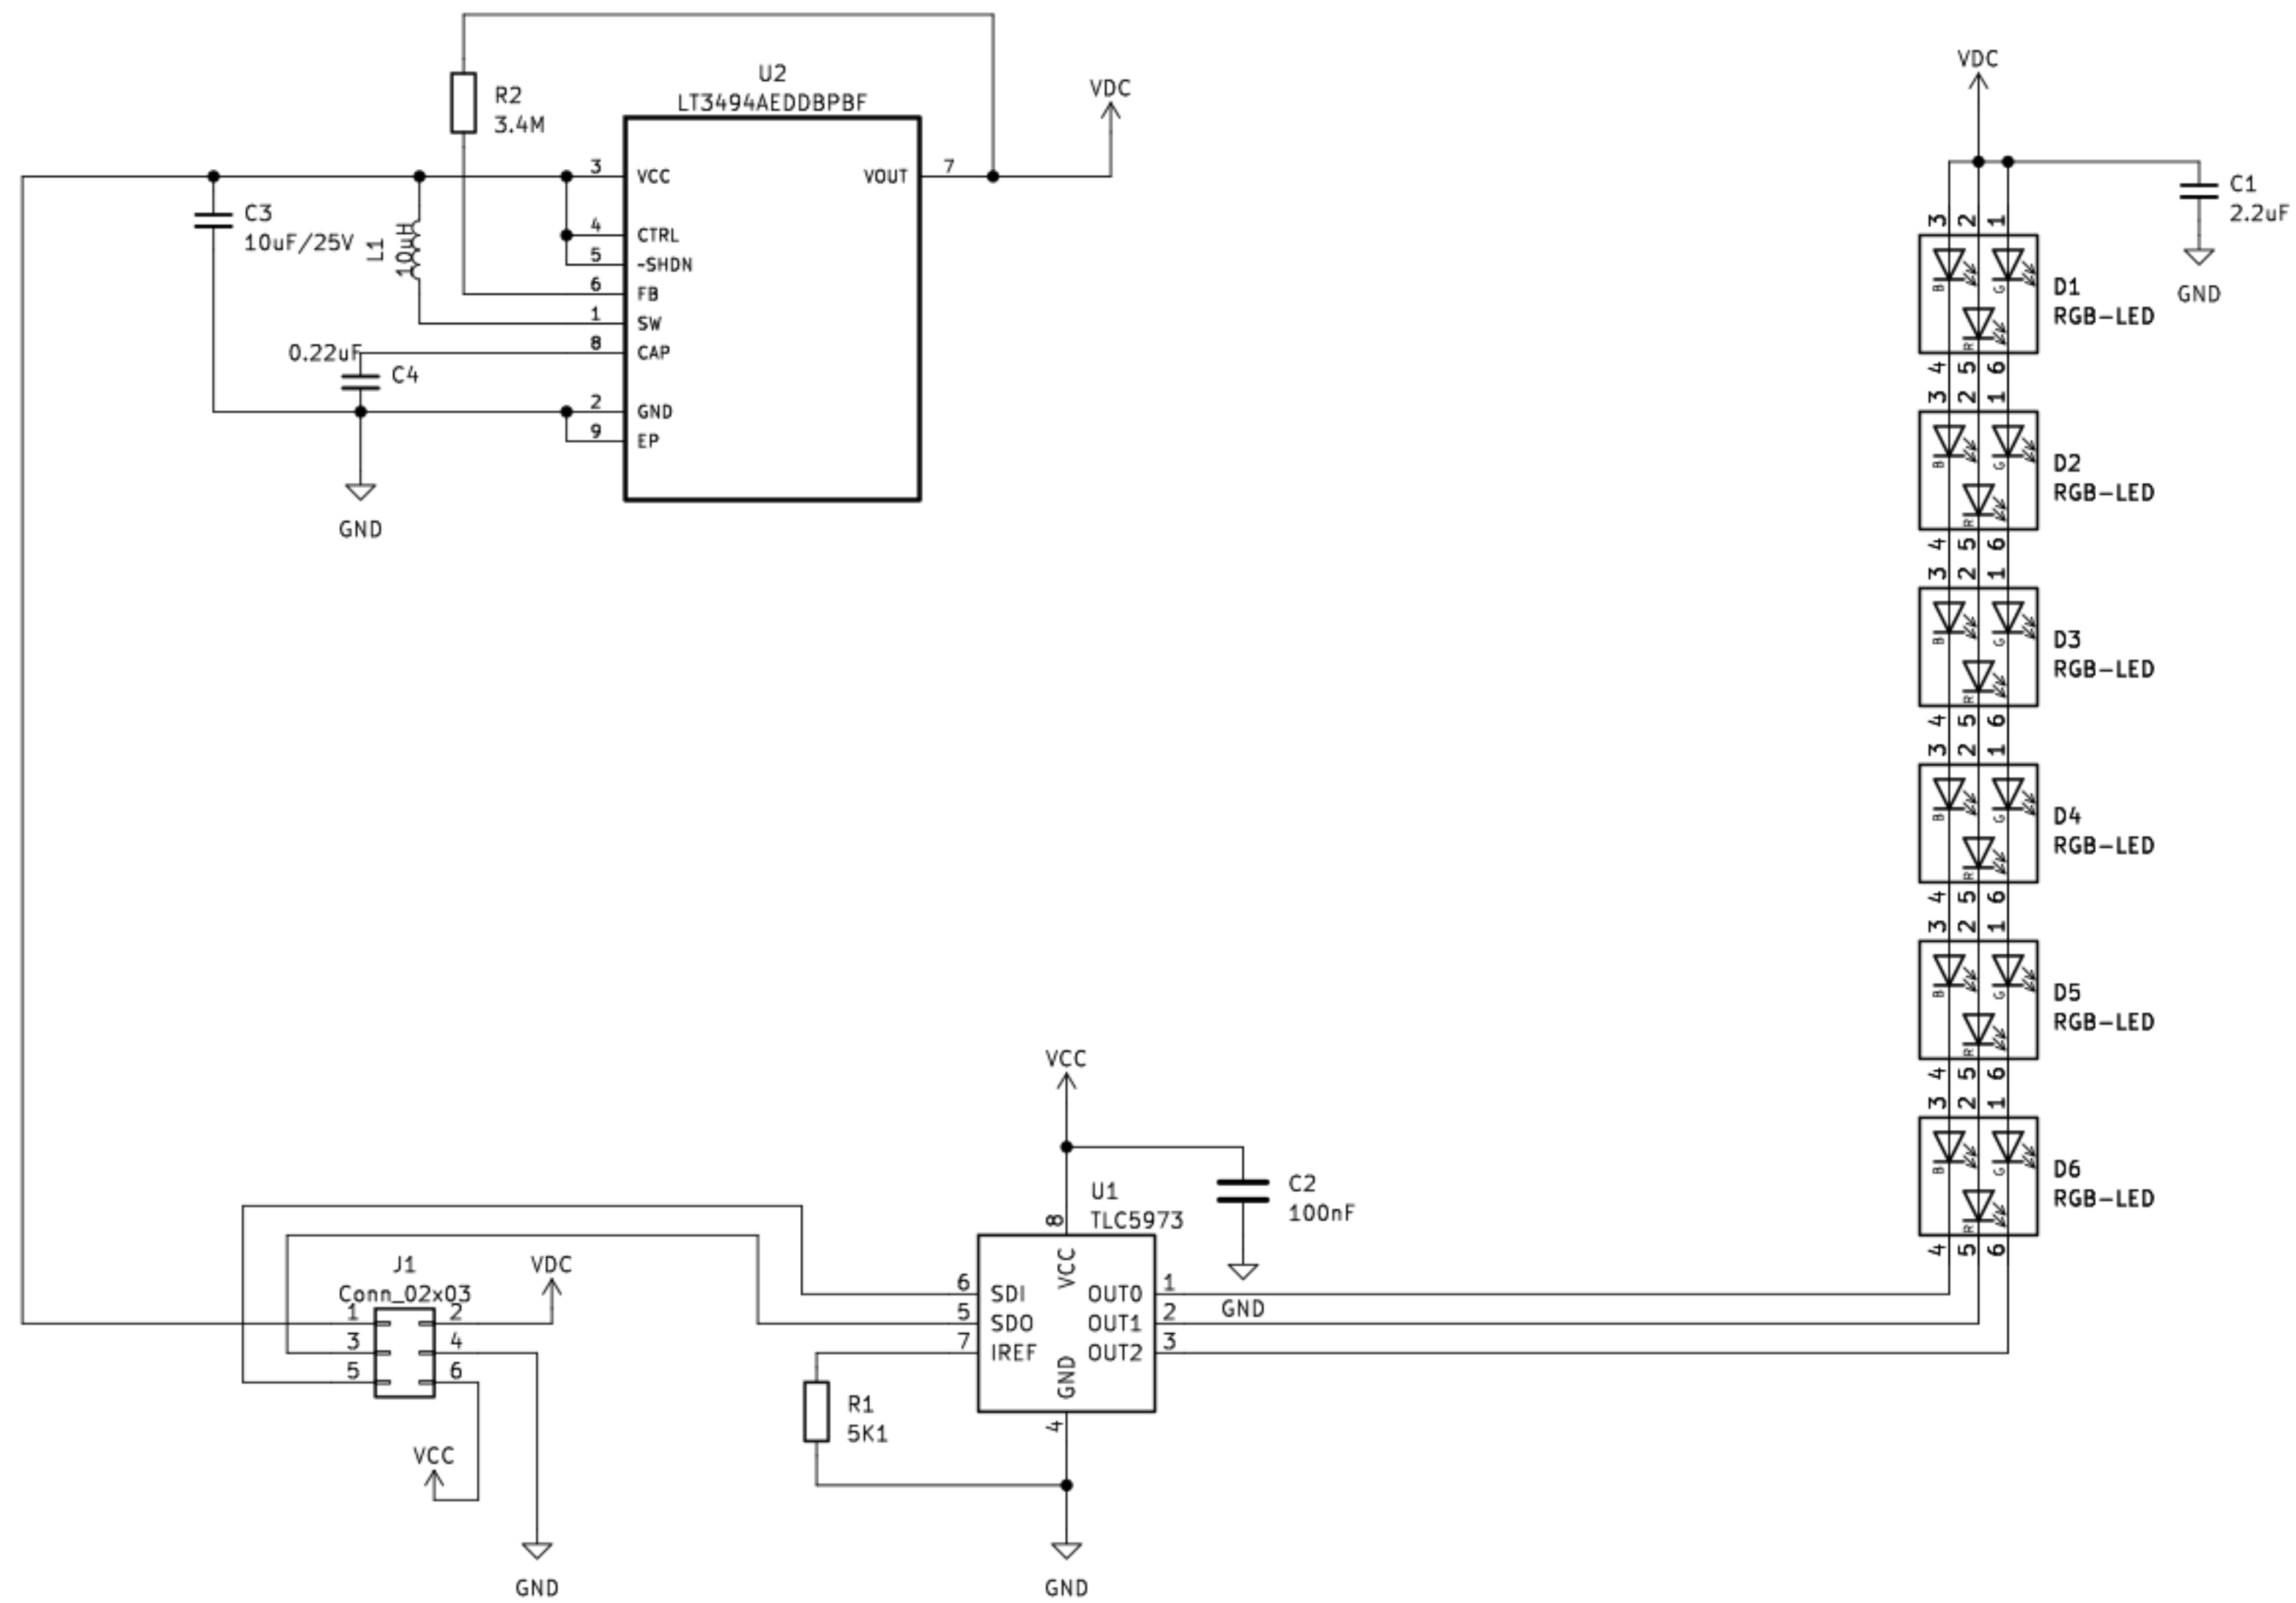 U2
LT3494AEDDBPBF
R2
3.4M
VDC
3
VCC
VOUT
7
4
CTRL
5
~SHDN
6
FB
1
SW
8
CAP
2
GND
9
EP
C3
10uF/25V
L1
10uH
0.22uF
C4
GND
VDC
C1
2.2uF
GND
3 2 1
B
G
R
D1
RGB-LED
4 5 6
3 2 1
B
G
R
D2
RGB-LED
4 5 6
3 2 1
B
G
R
D3
RGB-LED
4 5 6
3 2 1
B
G
R
D4
RGB-LED
4 5 6
3 2 1
B
G
R
D5
RGB-LED
4 5 6
3 2 1
B
G
R
D6
RGB-LED
4 5 6
VCC
C2
100nF
GND
U1
TLC5973
8
VCC
6
SDI
OUT0
1
5
SDO
OUT1
2
7
IREF
OUT2
3
GND
4
R1
5K1
GND
J1
Conn_02x03
VDC
1
2
3
4
5
6
VCC
GND